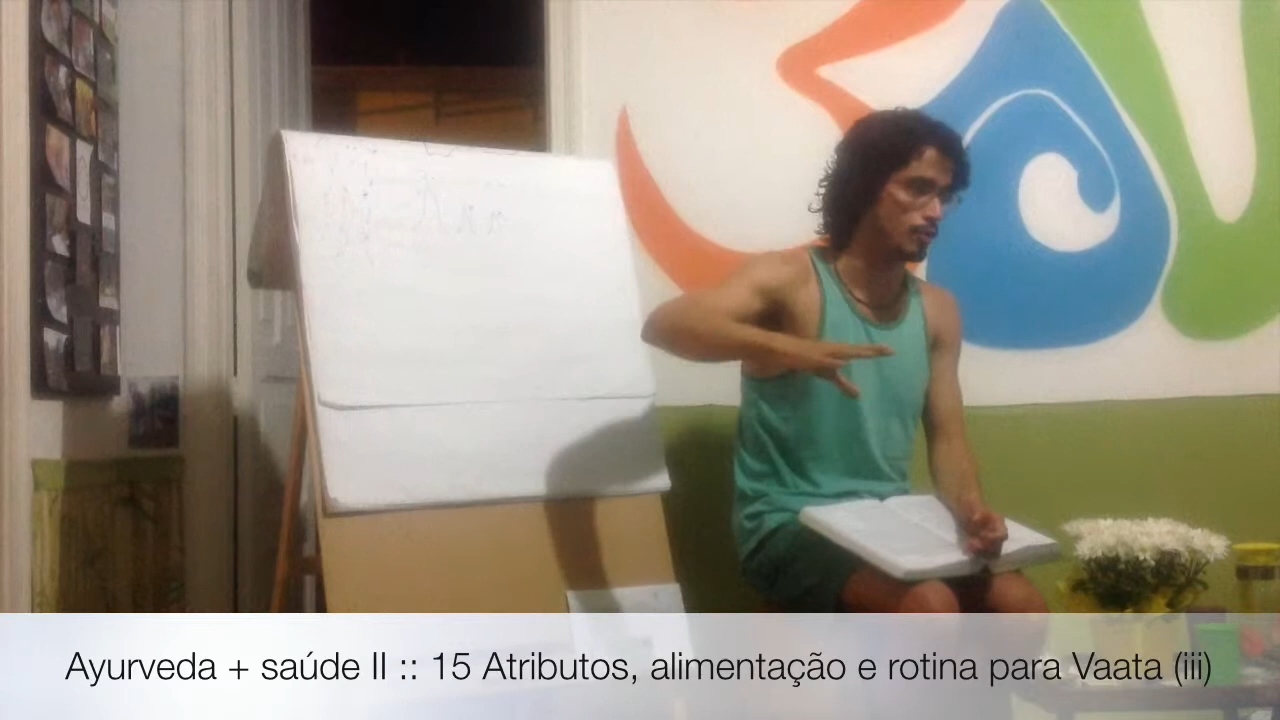 Ayurveda + saúde II :: 15 Atributos, alimentação e rotina para Vaata (iii)